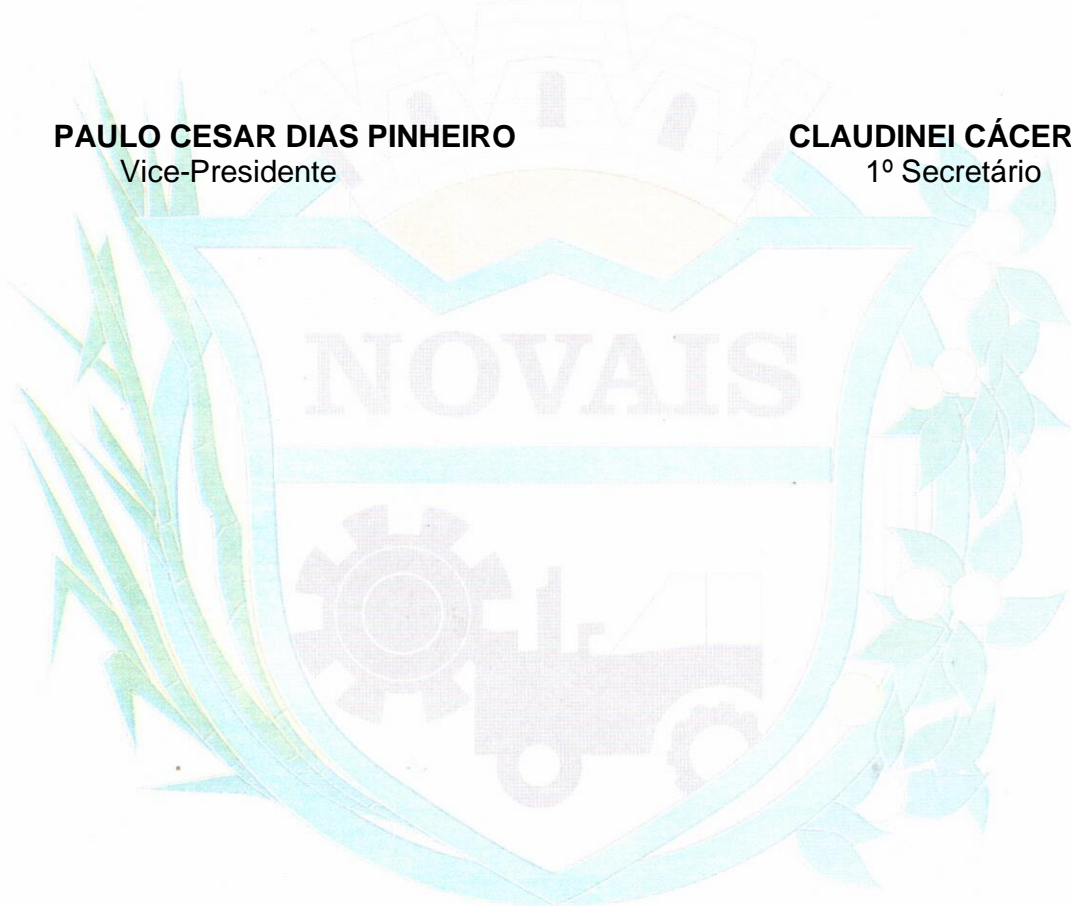 PAULO CESAR DIAS PINHEIRO CLAUDINEI CÁCER
Vice-Presidente 1º Secretário
NOVAIS